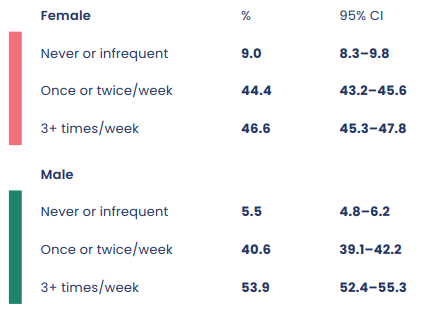 Female % 95% CI
Never or infrequent 9.0 8.3–9.8
Once or twice/week 44.4 43.2–45.6
3+ times/week 46.6 45.3–47.8
Male
Never or infrequent 5.5 4.8–6.2
Once or twice/week 40.6 39.1–42.2
3+ times/week 53.9 52.4–55.3